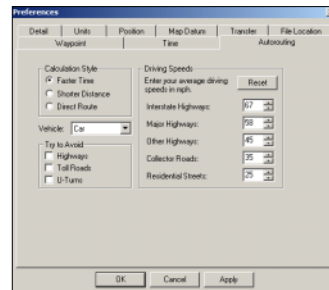 Preferences
Detail Units Position Map Datum Transfer File Location
Waypoint Time Autorouting
Calculation Style
Faster Time
Shorter Distance
Direct Route
Vehicle: Car
Try to Avoid
Highways
Toll Roads
U-Turns
Driving Speeds
Enter your average driving
speeds in mph.
Reset
Interstate Highways: 67
Major Highways: 58
Other Highways: 45
Collector Roads: 35
Residential Streets: 25
OK Cancel Apply